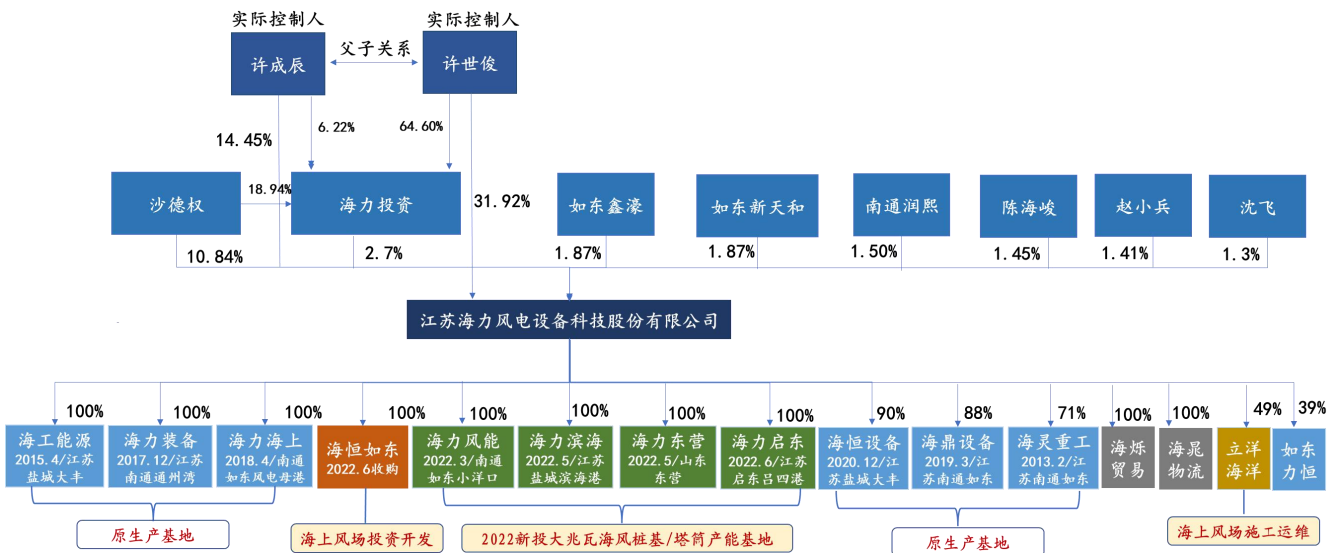 实际控制人
实际控制人
许成辰
父子关系
许世俊
14.45%
6.22%
64.60%
31.92%
沙德权
18.94%
海力投资
如东鑫濠
如东新天和
南通润熙
陈海峻
赵小兵
沈飞
10.84%
2.7%
1.87%
1.87%
1.50%
1.45%
1.41%
1.3%
江苏海力风电设备科技股份有限公司
100%
100%
100%
100%
100%
100%
100%
100%
90%
88%
71%
100%
100%
49%
39%
海工能源
2015.4/江苏
盐城大丰
海力装备
2017.12/江苏
南通通州湾
海力海上
2018.4/南通
如东风电母港
海恒如东
2022.6收购
海力风能
2022.3/南通
如东小洋口
海力滨海
2022.5/江苏
盐城滨海港
海力东营
2022.5/山东
东营
海力启东
2022.6/江苏
启东吕四港
海恒设备
2020.12/江
苏盐城大丰
海鼎设备
2019.3/江
苏南通如东
海灵重工
2013.2/江
苏南通如东
海烁
贸易
海晁
物流
立洋
海洋
如东
力恒
原生产基地
海上风场投资开发
2022新投大兆瓦海风桩基/塔筒产能基地
原生产基地
海上风场施工运维